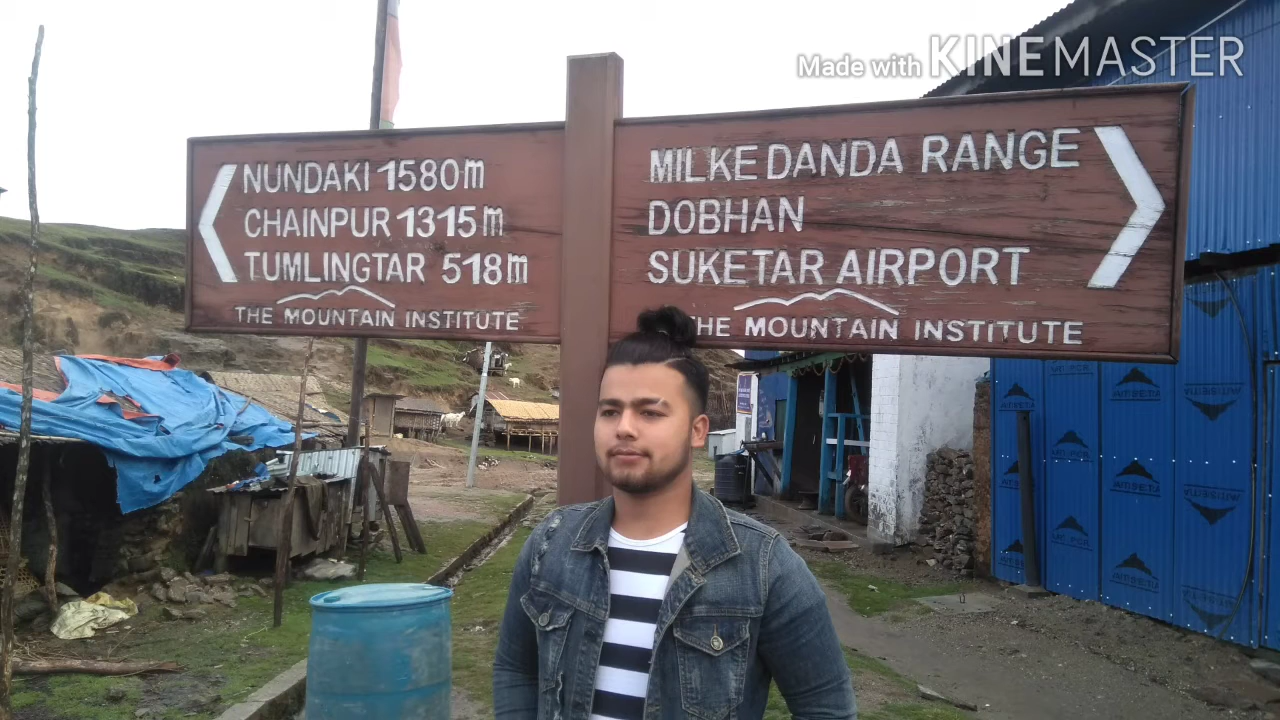 Made with KINEMASTER
NUNDAKI 1580m
CHAINPUR 1315m
TUMLINGTAR 518m
THE MOUNTAIN INSTITUTE
MILKE DANDA RANGE
DOBHAN
SUKETAR AIRPORT
THE MOUNTAIN INSTITUTE